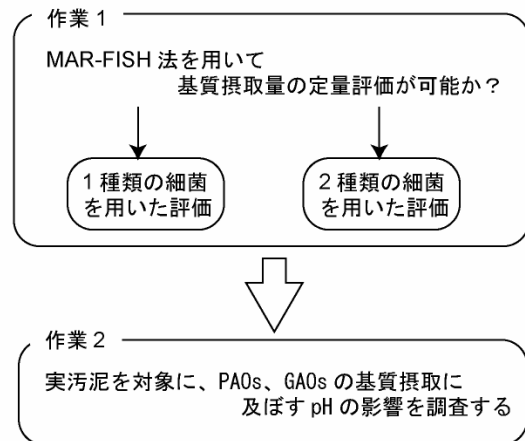 作業1
MAR-FISH 法を用いて
基質摂取量の定量評価が可能か？
1種類の細菌
を用いた評価
2種類の細菌
を用いた評価
作業2
実汚泥を対象に、PAOs、GAOs の基質摂取に
及ぼす pH の影響を調査する